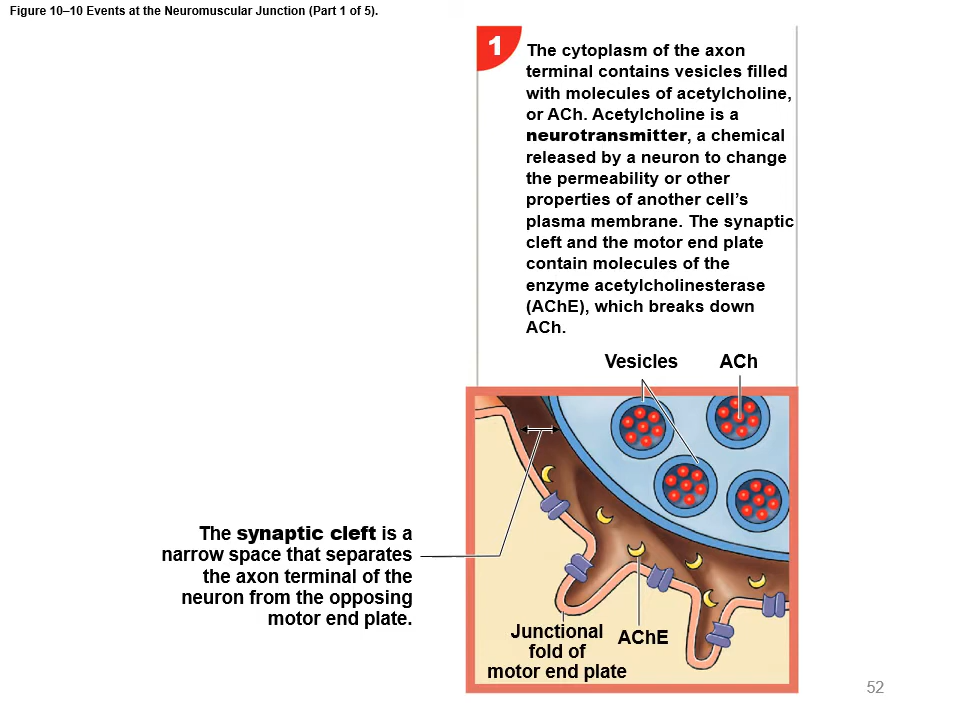 Figure 10–10 Events at the Neuromuscular Junction (Part 1 of 5).
1
The cytoplasm of the axon
terminal contains vesicles filled
with molecules of acetylcholine,
or ACh. Acetylcholine is a
neurotransmitter, a chemical
released by a neuron to change
the permeability or other
properties of another cell’s
plasma membrane. The synaptic
cleft and the motor end plate
contain molecules of the
enzyme acetylcholinesterase
(AChE), which breaks down
ACh.
Vesicles
ACh
The synaptic cleft is a
narrow space that separates
the axon terminal of the
neuron from the opposing
motor end plate.
Junctional
fold of
motor end plate
AChE
52